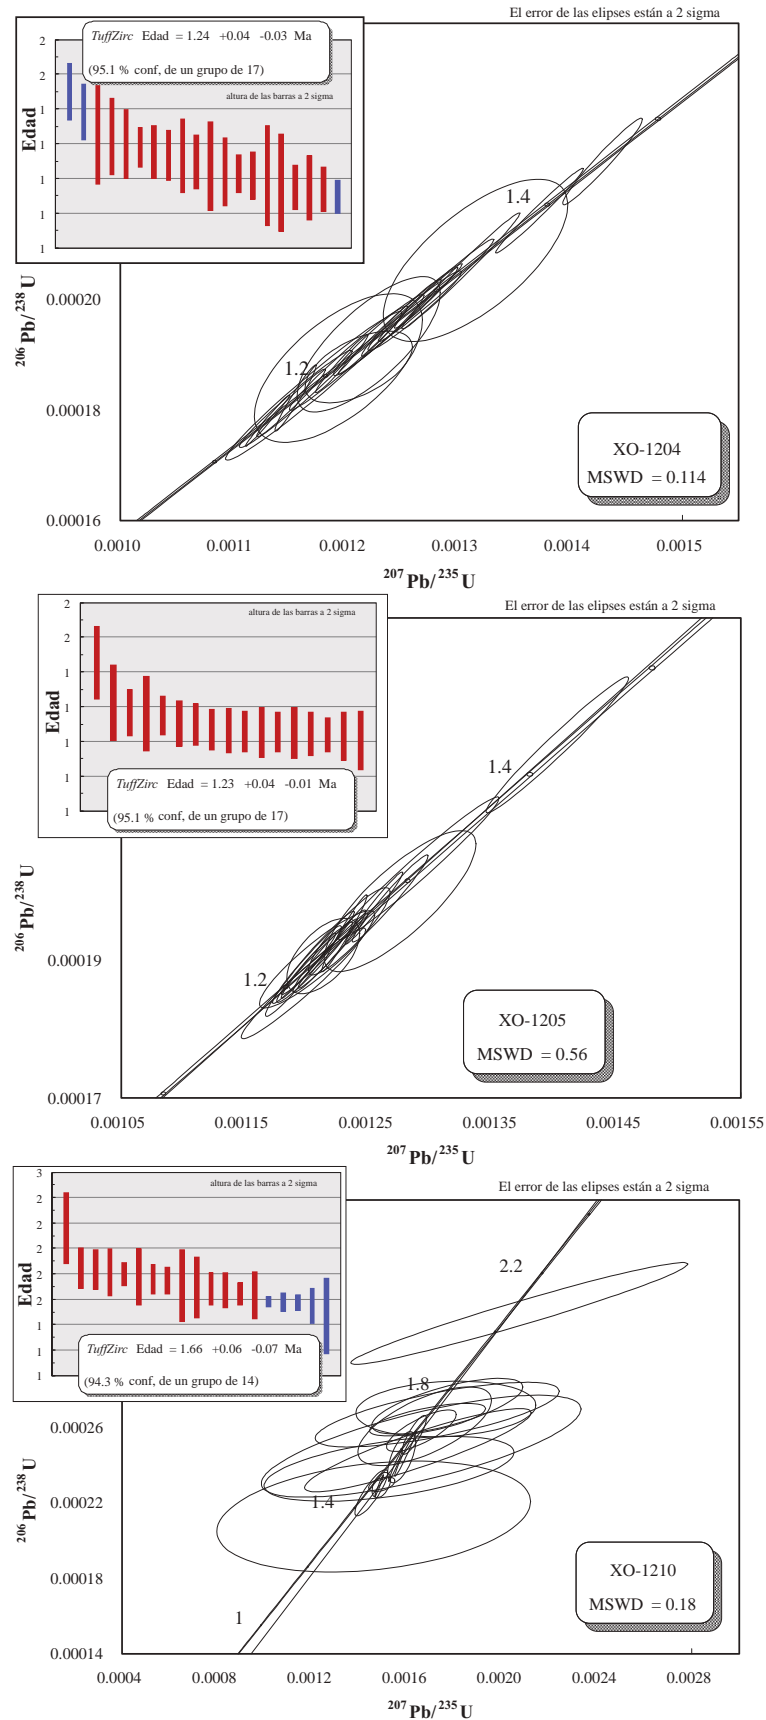 El error de las elipses están a 2 sigma
TuffZirc Edad = 1.24 +0.04 -0.03 Ma
(95.1 % conf, de un grupo de 17)
altura de las barras a 2 sigma
Edad
2
2
1
1
1
1
1
1.4
1.2
206Pb/238U
0.00020
0.00018
0.00016
XO-1204
MSWD = 0.114
0.0010 0.0011 0.0012 0.0013 0.0014 0.0015
207Pb/235U
El error de las elipses están a 2 sigma
altura de las barras a 2 sigma
Edad
2
2
1
1
1
1
1
TuffZirc Edad = 1.23 +0.04 -0.01 Ma
(95.1 % conf, de un grupo de 17)
1.4
1.2
206Pb/238U
0.00019
0.00017
XO-1205
MSWD = 0.56
0.00105 0.00115 0.00125 0.00135 0.00145 0.00155
207Pb/235U
El error de las elipses están a 2 sigma
altura de las barras a 2 sigma
Edad
3
2
2
2
2
2
1
1
1
TuffZirc Edad = 1.66 +0.06 -0.07 Ma
(94.3 % conf, de un grupo de 14)
2.2
1.8
1.4
1
206Pb/238U
0.00026
0.00022
0.00018
0.00014
XO-1210
MSWD = 0.18
0.0004 0.0008 0.0012 0.0016 0.0020 0.0024 0.0028
207Pb/235U